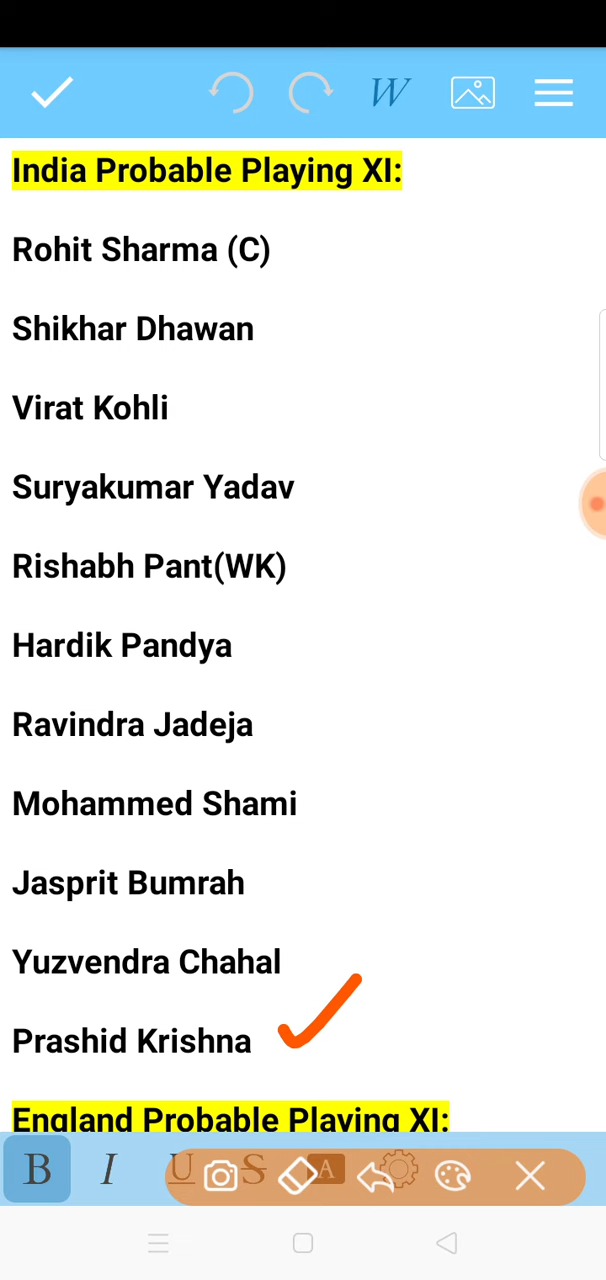 W
India Probable Playing XI:
Rohit Sharma (C)
Shikhar Dhawan
Virat Kohli
Suryakumar Yadav
Rishabh Pant(WK)
Hardik Pandya
Ravindra Jadeja
Mohammed Shami
Jasprit Bumrah
Yuzvendra Chahal
Prashid Krishna
England Probable Playing XI:
B I U S A